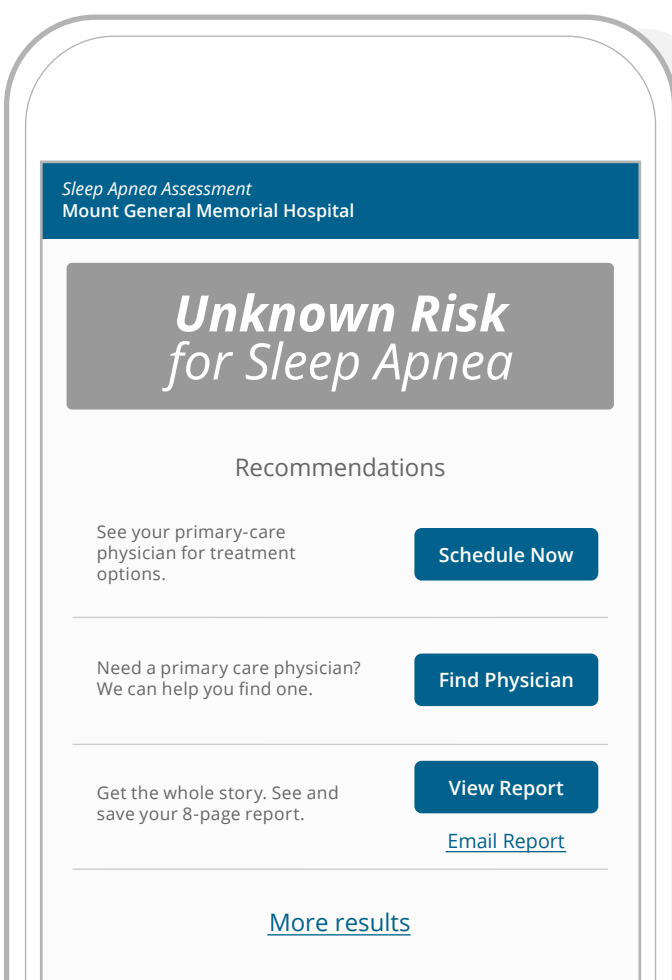 Sleep Apnea Assessment
Mount General Memorial Hospital
Unknown Risk
for Sleep Apnea
Recommendations
See your primary-care
physician for treatment
options.
Schedule Now
Need a primary care physician?
We can help you find one.
Find Physician
Get the whole story. See and
save your 8-page report.
View Report
Email Report
More results